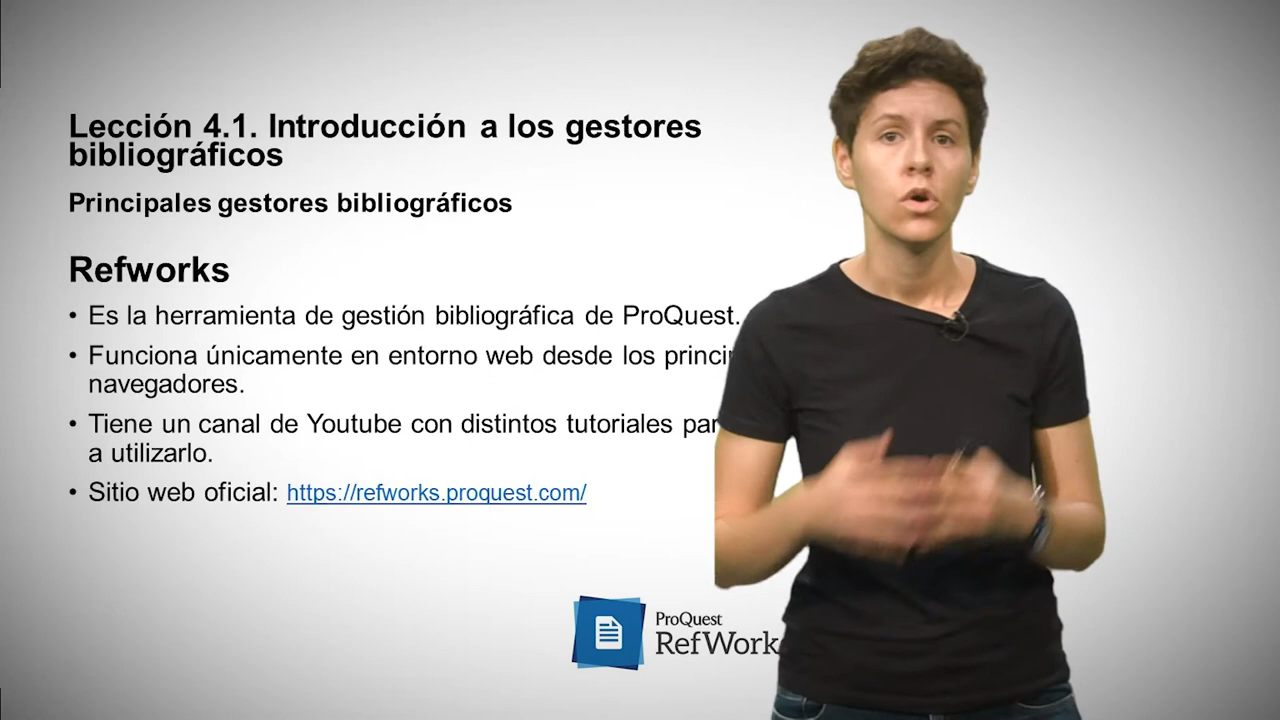 Lección 4.1. Introducción a los gestores
bibliográficos
Principales gestores bibliográficos
Refworks
• Es la herramienta de gestión bibliográfica de ProQuest.
• Funciona únicamente en entorno web desde los
navegadores.
• Tiene un canal de Youtube con distintos tutoriales
a utilizarlo.
• Sitio web oficial: https://refworks.proquest.com/
ProQuest
RefWork